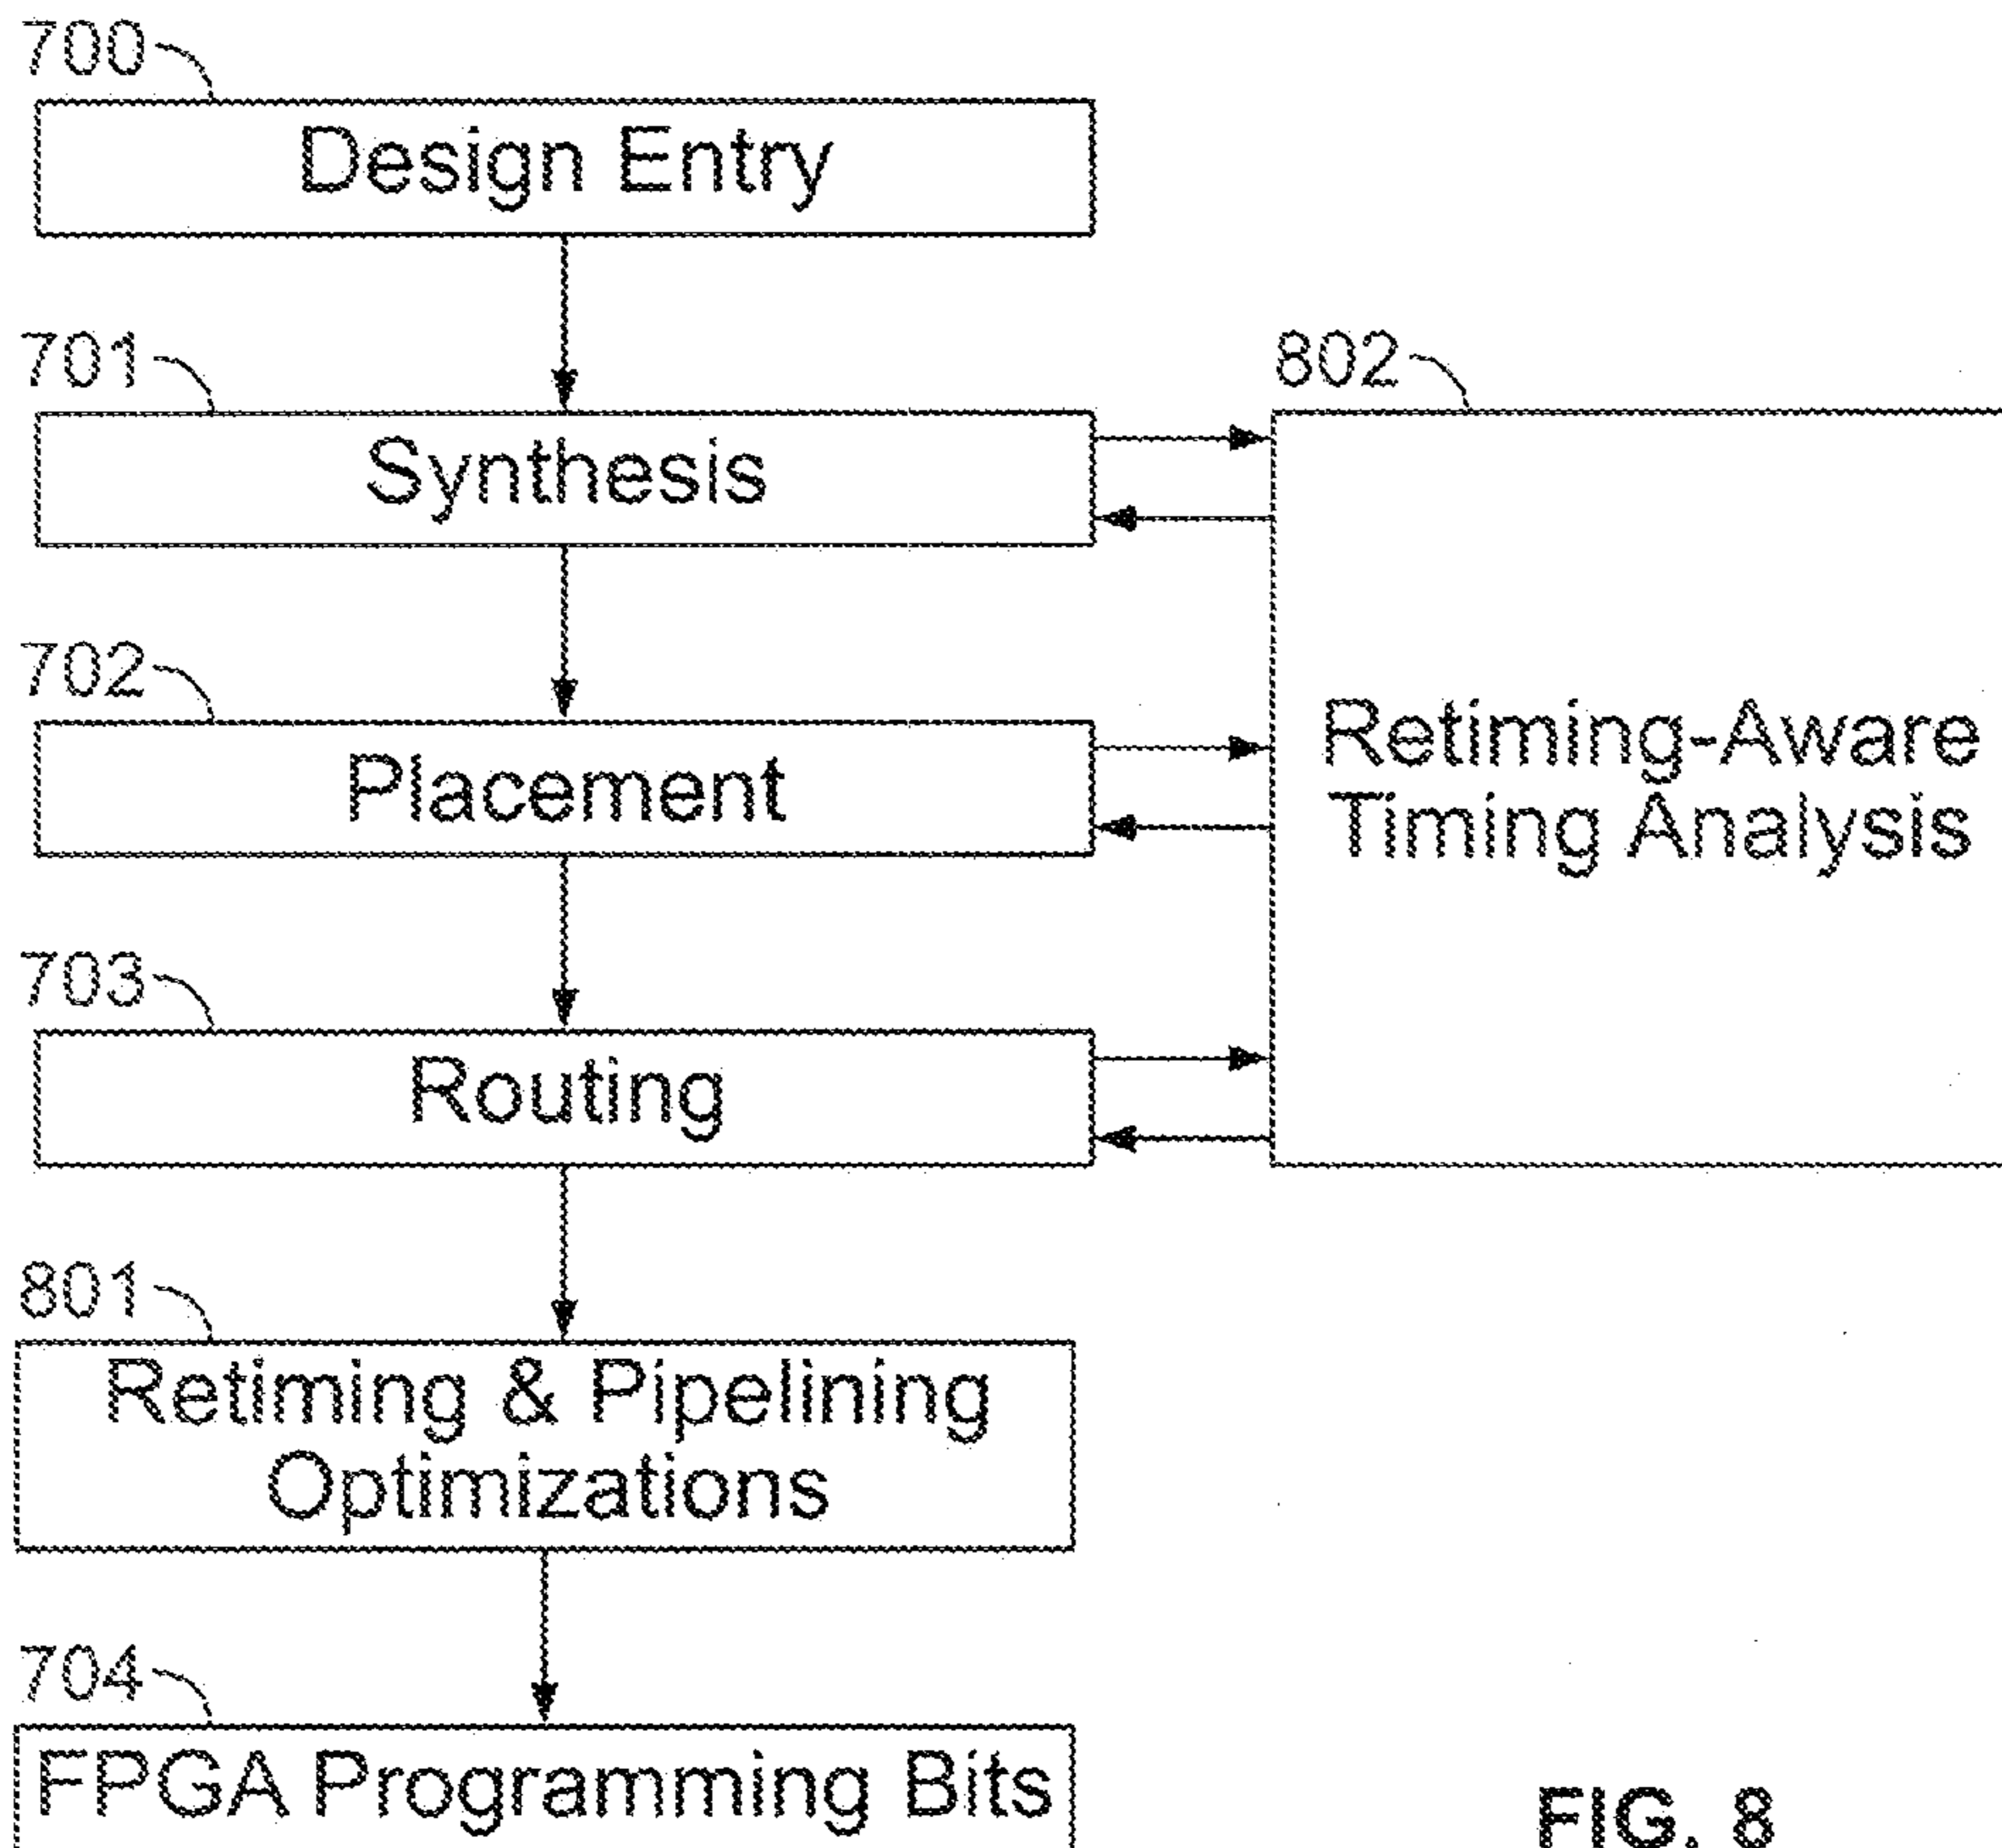 700
Design Entry
701
Synthesis
802
Retiming-Aware
Timing Analysis
702
Placement
703
Routing
801
Retiming & Pipelining
Optimizations
704
FPGA Programming Bits
FIG. 8